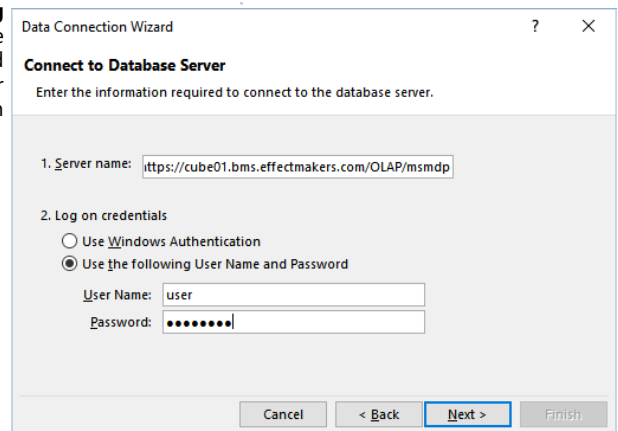 Data Connection Wizard ? ×
Connect to Database Server
Enter the information required to connect to the database server.
1. Server name: ttps://cube01.bms.effectmakers.com/OLAP/msmdp
2. Log on credentials
Use Windows Authentication
Use the following User Name and Password
User Name: user
Password: ●●●●●●●●
Cancel < Back Next > Finish